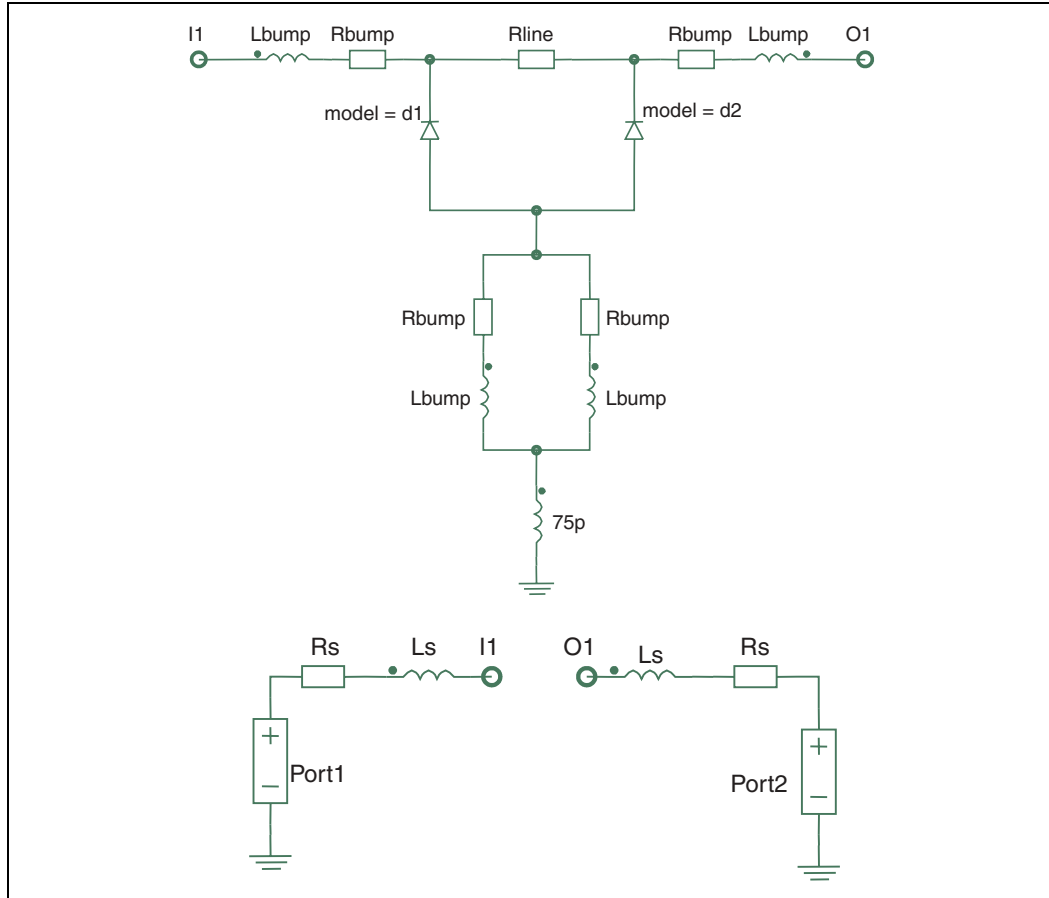 I1 Lbump Rbump Rline Rbump Lbump O1
model = d1 model = d2
Rbump Rbump
Lbump Lbump
75p
Rs Ls I1 O1 Ls Rs
+ +
Port1 Port2
− −